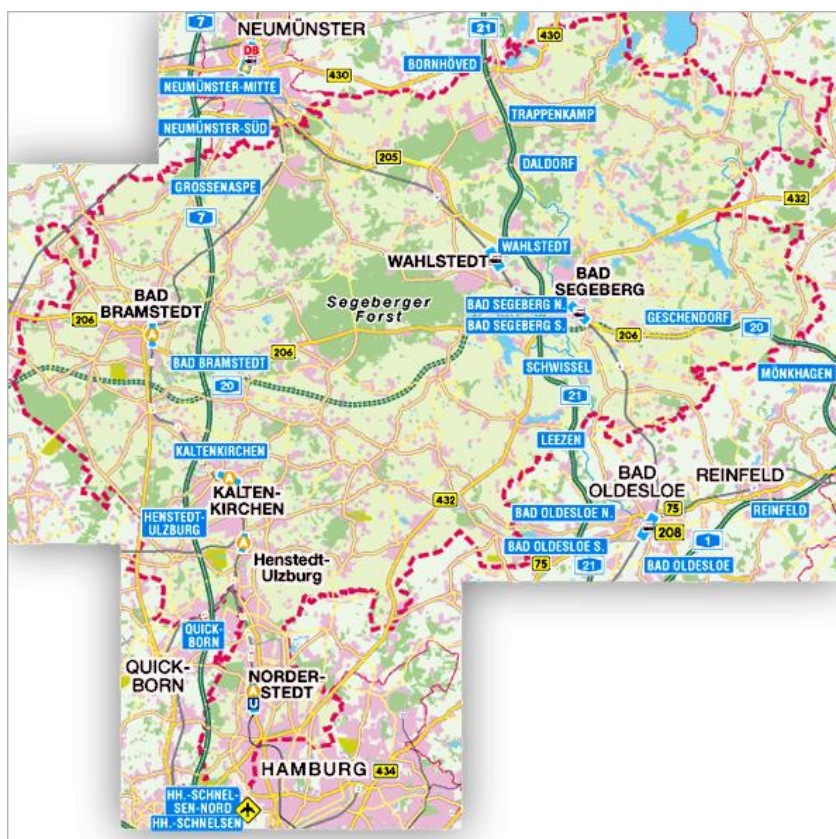 7
NEUMÜNSTER
21
430
DB
BORNHÖVED
430
NEUMÜNSTER-MITTE
TRAPPENKAMP
NEUMÜNSTER-SÜD
205
DALDORF
GROSSENASPE
432
7
WAHLSTEDT
WAHLSTEDT
BAD
SEGEBERG
BAD
BRAMSTEDT
Segeberger
Forst
BAD SEGEBERG N.
GESCHENDORF
206
A
BAD SEGEBERG S.
206
20
BAD BRAMSTEDT
206
SCHWISSEL
MÖNKHAGEN
20
21
LEEZEN
KALTENKIRCHEN
A
KALTEN-
KIRCHEN
BAD
OLDESLOE
REINFELD
432
HENSTEDT-
ULZBURG
BAD OLDESLOE N.
75
REINFELD
208
A
BAD OLDESLOE S.
1
Henstedt-
Ulzburg
75
21
BAD OLDESLOE
QUICK-
BORN
QUICK-
BORN
NORDER-
STEDT
A
U
HAMBURG
434
HH.-SCHNEL-
SEN-NORD
HH.-SCHNELSEN